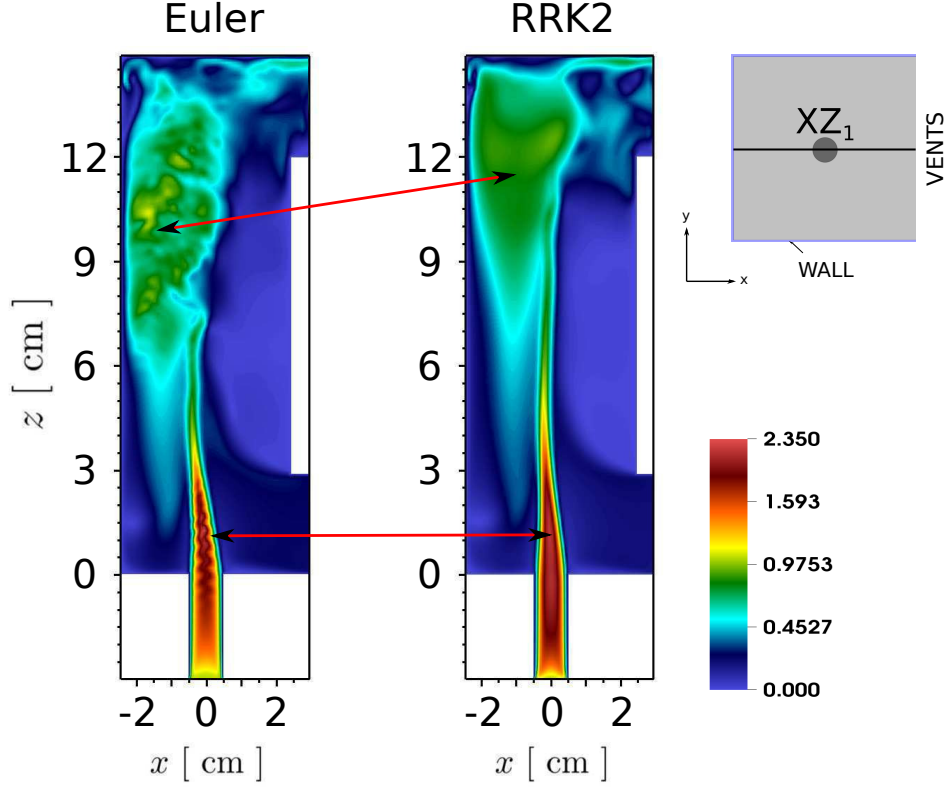 Euler
RRK2
XZ1
VENTS
WALL
y
x
12
9
6
3
0
z [ cm ]
-2 0 2
x [ cm ]
12
9
6
3
0
-2 0 2
x [ cm ]
2.350
1.593
0.9753
0.4527
0.000